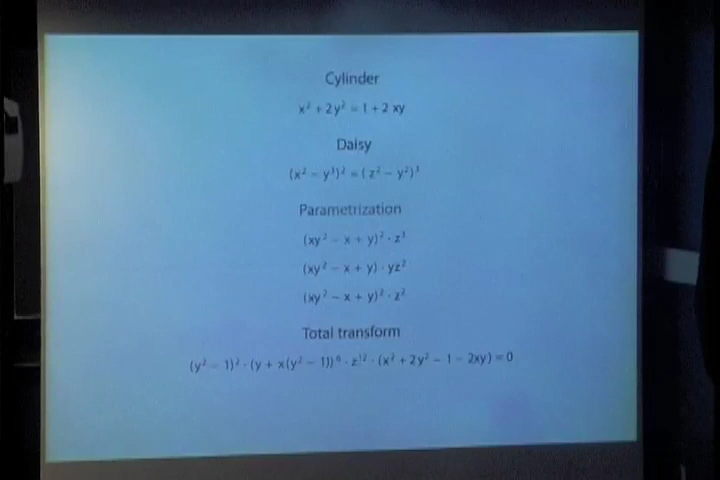 Cylinder
x² + 2y² = 1 + 2 xy
Daisy
(x² − y³)² = (z² − y²)³
Parametrization
(xy² − x + y)² · z³
(xy² − x + y) · yz²
(xy² − x + y)² · z²
Total transform
(y² − 1)² · (y + x(y² − 1))⁶ · z¹² · (x² + 2y² − 1 − 2xy) = 0